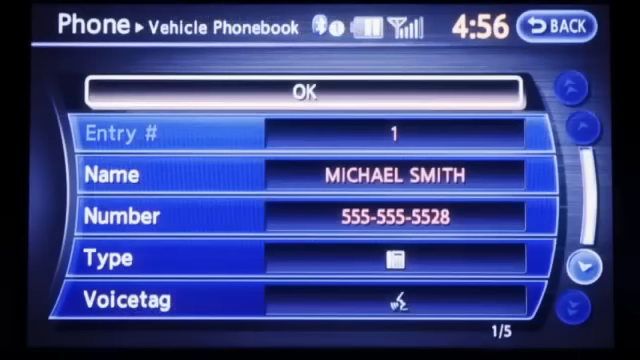 Phone ▸ Vehicle Phonebook 1 4:56 BACK
OK
Entry # 1
Name MICHAEL SMITH
Number 555-555-5528
Type
Voicetag
1/5